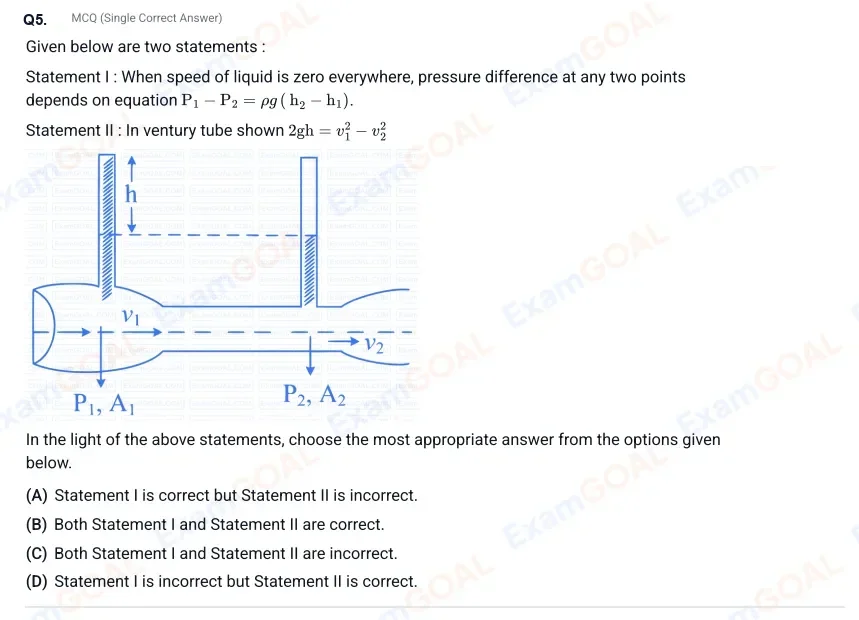 Q5. MCQ (Single Correct Answer)
Given below are two statements :
Statement I : When speed of liquid is zero everywhere, pressure difference at any two points
depends on equation P₁ − P₂ = ρg ( h₂ − h₁).
Statement II : In ventury tube shown 2gh = v₁² − v₂²
h
v₁
v₂
P₁, A₁
P₂, A₂
In the light of the above statements, choose the most appropriate answer from the options given
below.
(A) Statement I is correct but Statement II is incorrect.
(B) Both Statement I and Statement II are correct.
(C) Both Statement I and Statement II are incorrect.
(D) Statement I is incorrect but Statement II is correct.
ExamGOAL